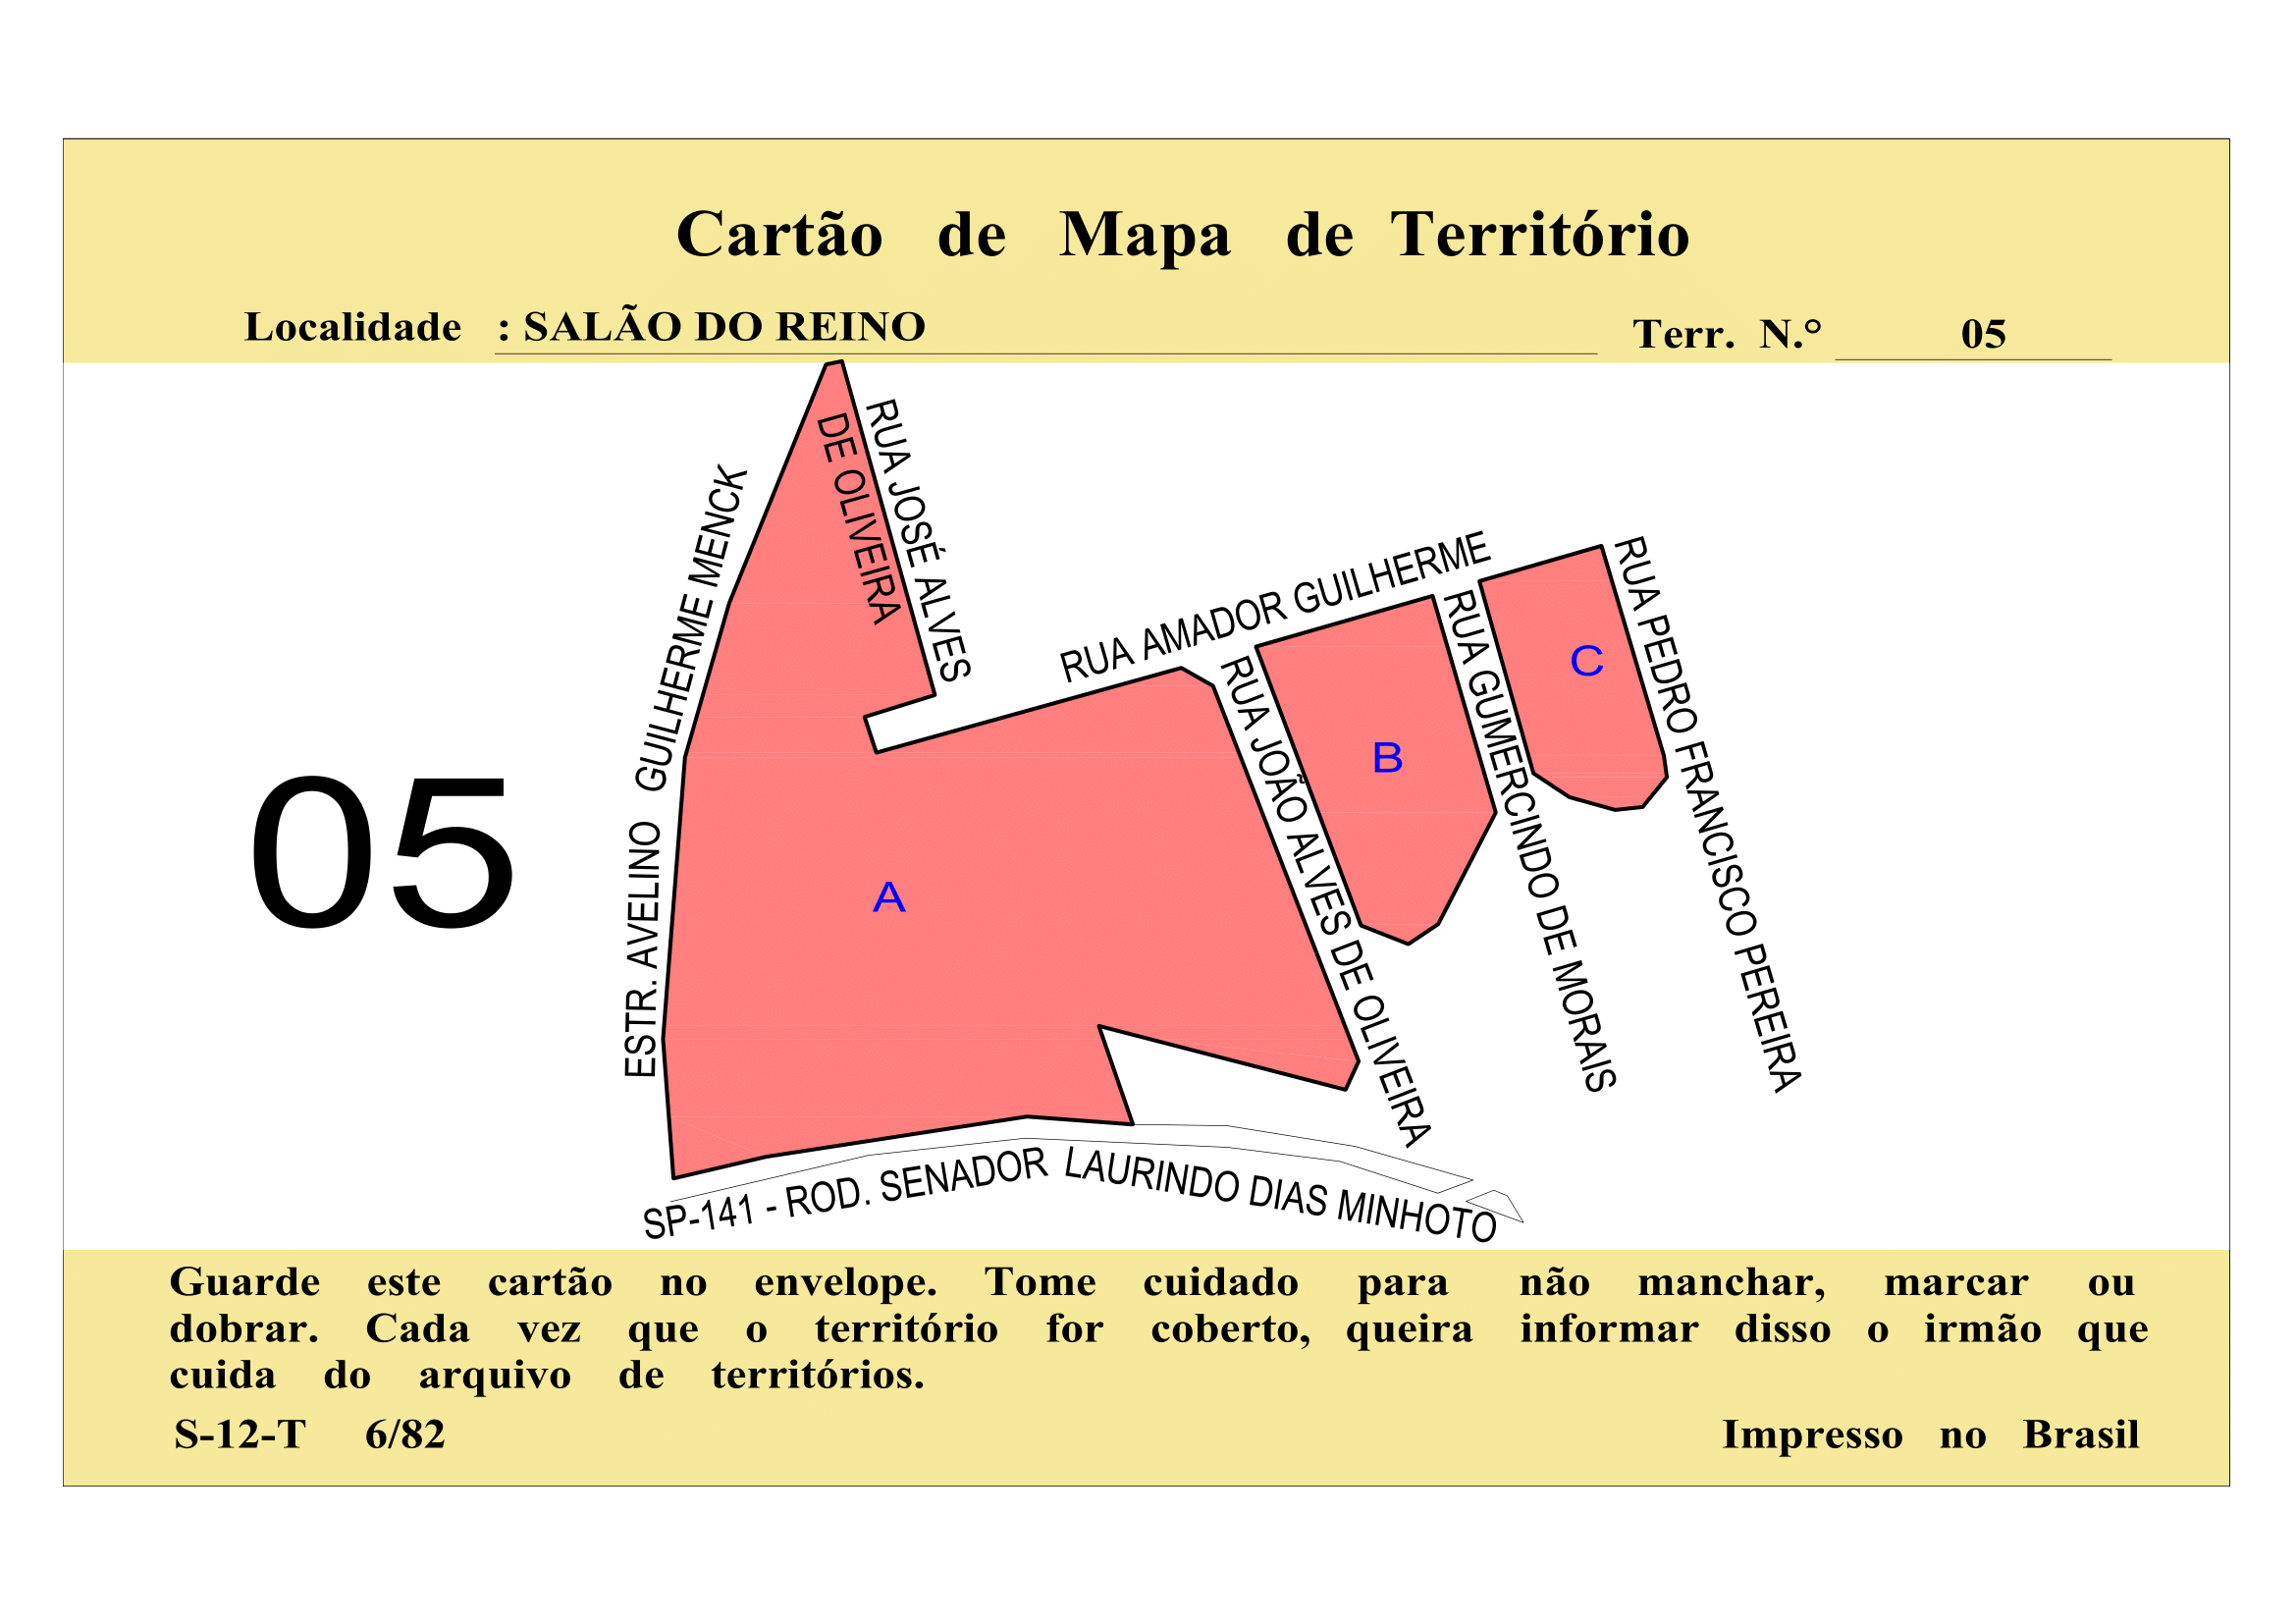 Cartão de Mapa de Território
Localidade : SALÃO DO REINO
Terr. N.° 05
RUA JOSÉ ALVES
DE OLIVEIRA
ESTR. AVELINO GUILHERME MENCK
RUA AMADOR GUILHERME
RUA JOÃO ALVES DE OLIVEIRA
RUA GUMERCINDO DE MORAIS
RUA PEDRO FRANCISCO PEREIRA
C
B
A
05
SP-141 - ROD. SENADOR LAURINDO DIAS MINHOTO
Guarde este cartão no envelope. Tome cuidado para não manchar, marcar ou
dobrar. Cada vez que o território for coberto, queira informar disso o irmão que
cuida do arquivo de territórios.
S-12-T 6/82
Impresso no Brasil